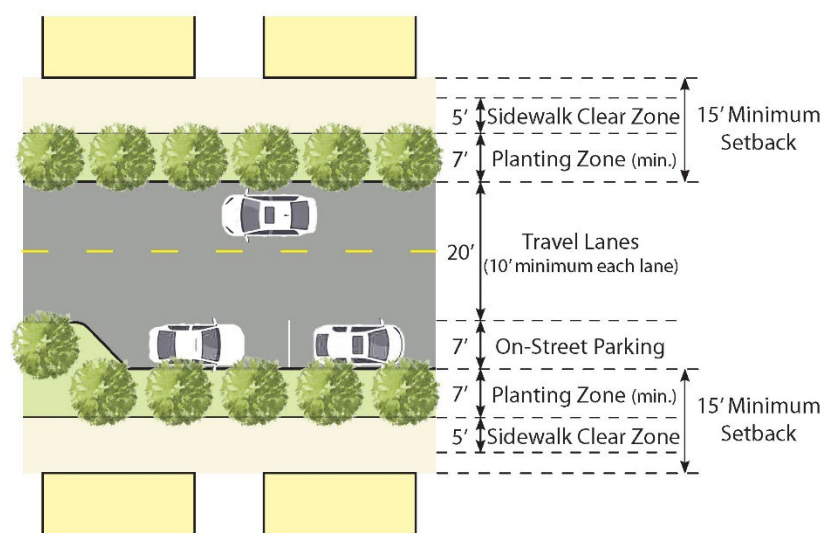 5′ Sidewalk Clear Zone
15′ Minimum
Setback
7′ Planting Zone (min.)
20′
Travel Lanes
(10′ minimum each lane)
7′ On-Street Parking
7′ Planting Zone (min.)
15′ Minimum
Setback
5′ Sidewalk Clear Zone